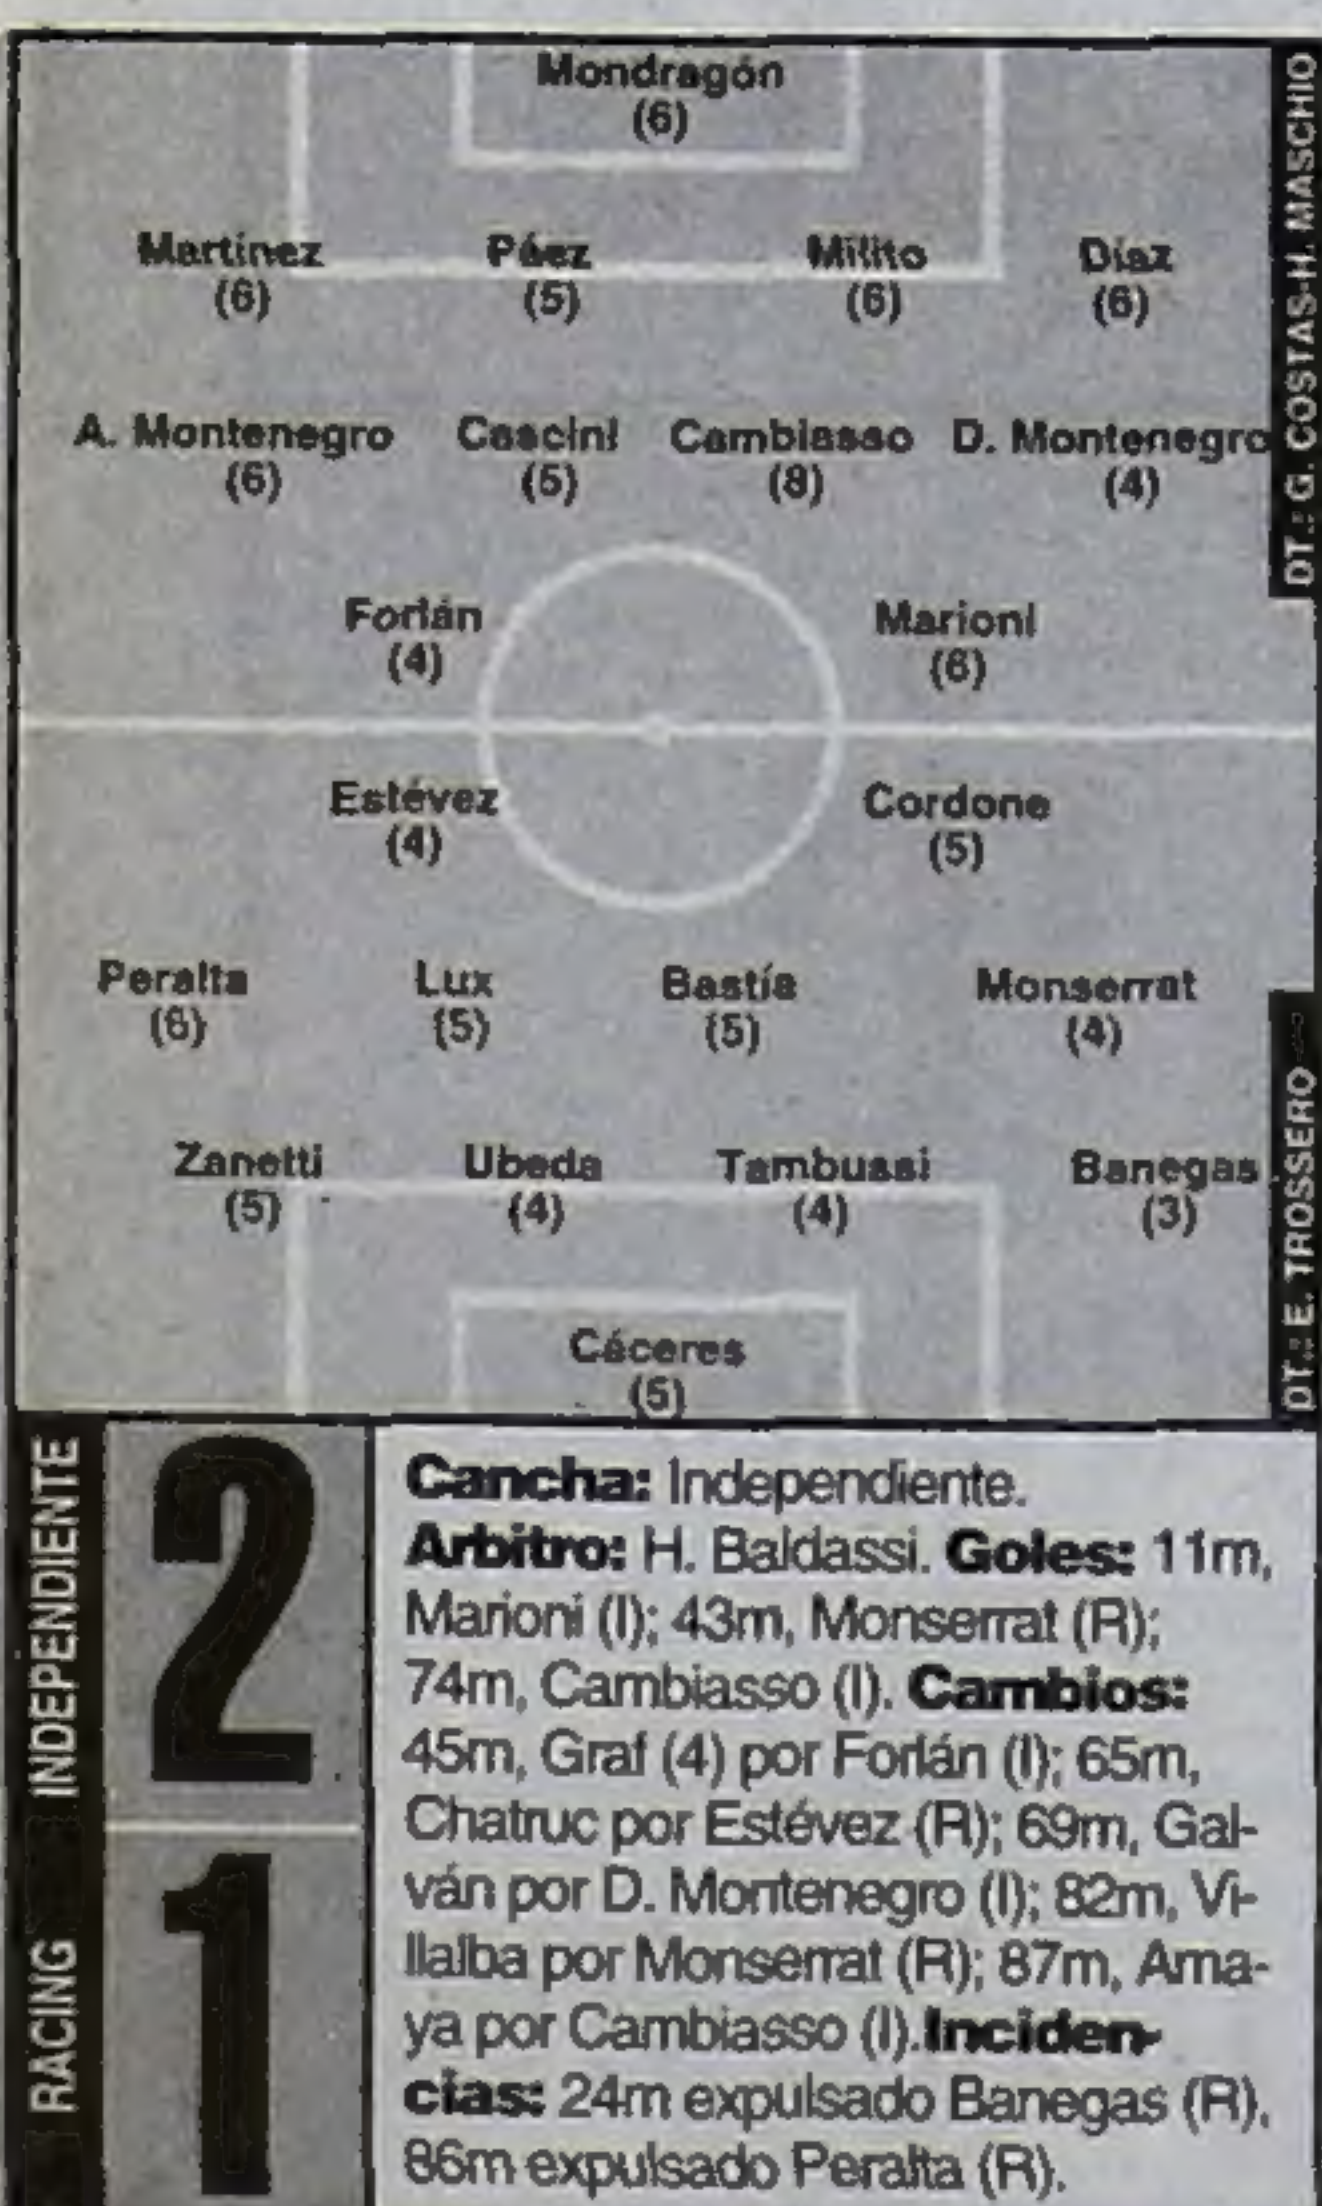 Mondragón
(6)
Martínez Páez Milito Díaz
(6) (5) (6) (6)
A. Montenegro Cascini Cambiasso D. Montenegro
(6) (5) (8) (4)
Forlán Marioni
(4) (6)
Estévez Cordone
(4) (5)
Peralta Lux Bastía Monserrat
(6) (5) (5) (4)
Zanetti Ubeda Tambussi Banegas
(5) (4) (4) (3)
Cáceres
(5)
DT.: G. COSTAS-H. MASCHIO
DT.: E. TROSSERO
INDEPENDIENTE
2
RACING
1
Cancha: Independiente.
Arbitro: H. Baldassi. Goles: 11m,
Marioni (I); 43m, Monserrat (R);
74m, Cambiasso (I). Cambios:
45m, Graf (4) por Forlán (I); 65m,
Chatruc por Estévez (R); 69m, Gal-
ván por D. Montenegro (I); 82m, Vi-
llalba por Monserrat (R); 87m, Ama-
ya por Cambiasso (I).Inciden-
cias: 24m expulsado Banegas (R),
86m expulsado Peralta (R).